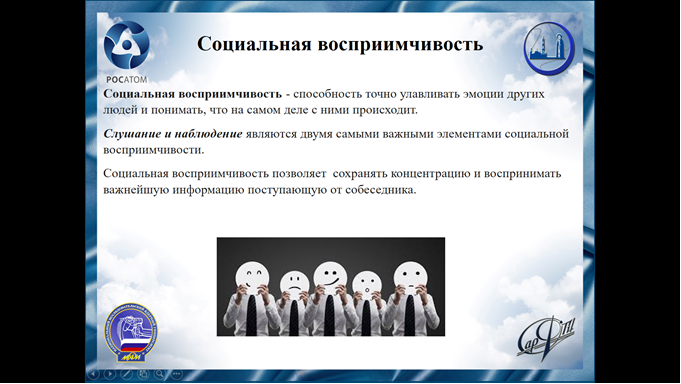 Социальная восприимчивость
РОСАТОМ
Социальная восприимчивость - способность точно улавливать эмоции других
людей и понимать, что на самом деле с ними происходит.
Слушание и наблюдение являются двумя самыми важными элементами социальной
восприимчивости.
Социальная восприимчивость позволяет сохранять концентрацию и воспринимать
важнейшую информацию поступающую от собеседника.